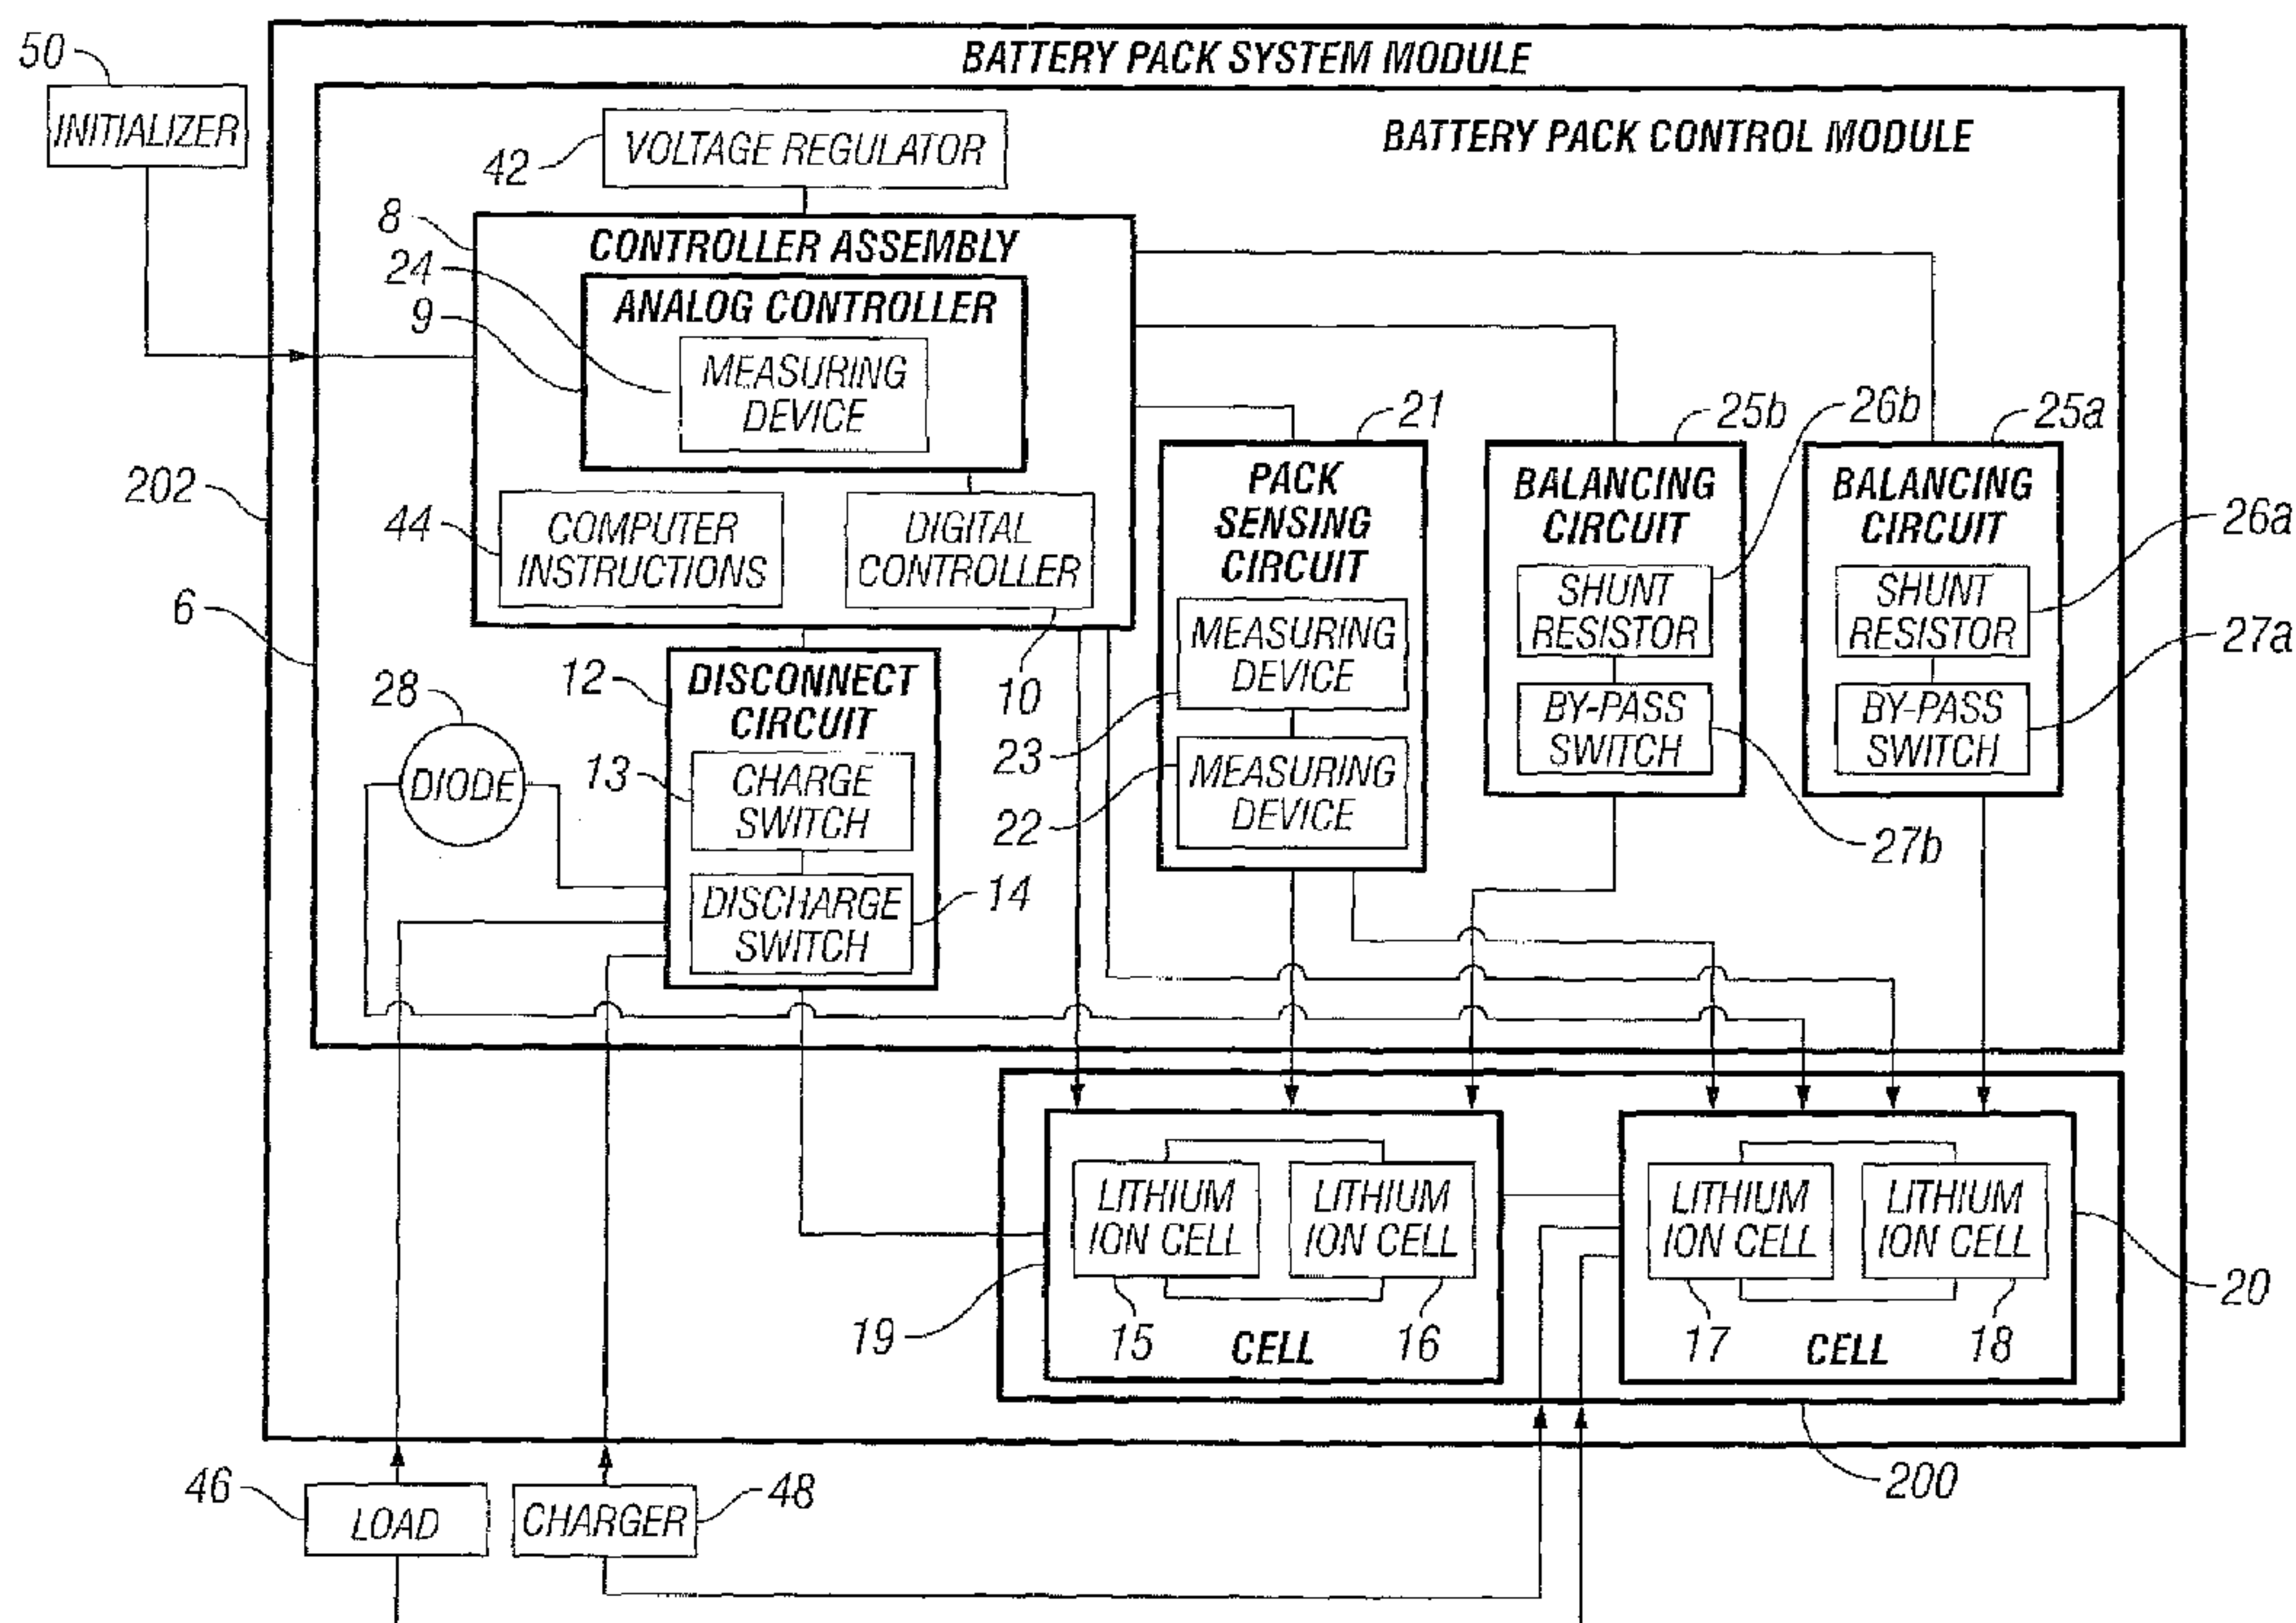 BATTERY PACK SYSTEM MODULE
50
INITIALIZER
BATTERY PACK CONTROL MODULE
42
VOLTAGE REGULATOR
8
CONTROLLER ASSEMBLY
24
9
ANALOG CONTROLLER
MEASURING
DEVICE
202
44
COMPUTER
INSTRUCTIONS
DIGITAL
CONTROLLER
10
6
21
PACK
SENSING
CIRCUIT
MEASURING
DEVICE
23
MEASURING
DEVICE
22
25b
26b
BALANCING
CIRCUIT
SHUNT
RESISTOR
BY-PASS
SWITCH
27b
25a
BALANCING
CIRCUIT
26a
SHUNT
RESISTOR
27a
BY-PASS
SWITCH
12
DISCONNECT
CIRCUIT
28
DIODE
13
CHARGE
SWITCH
14
DISCHARGE
SWITCH
19
LITHIUM
ION CELL
15
LITHIUM
ION CELL
16
CELL
LITHIUM
ION CELL
17
LITHIUM
ION CELL
18
CELL
20
200
46
LOAD
48
CHARGER